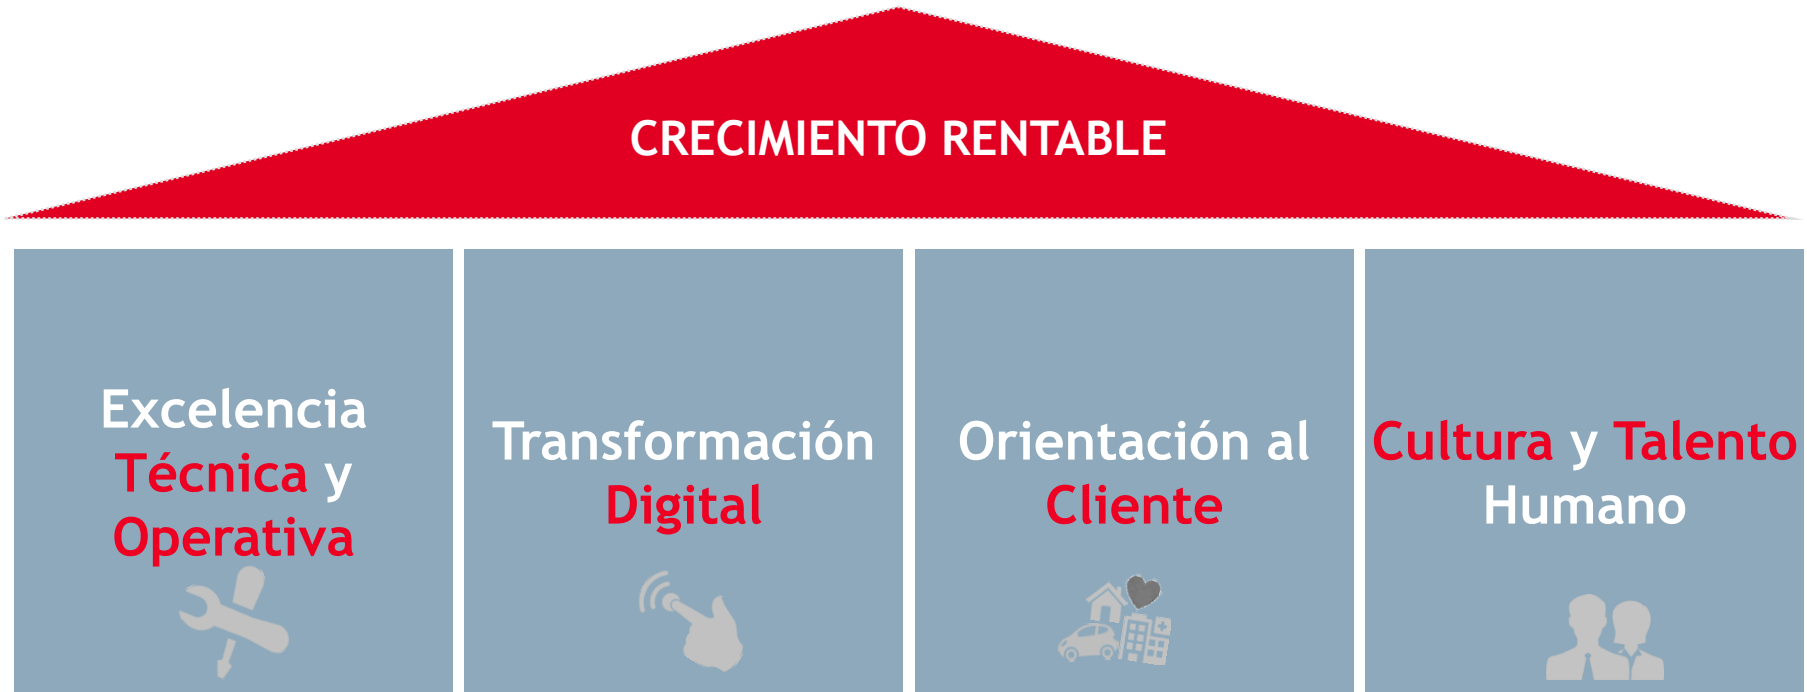 CRECIMIENTO RENTABLE
Excelencia
Técnica y
Operativa
Transformación
Digital
Orientación al
Cliente
Cultura y Talento
Humano